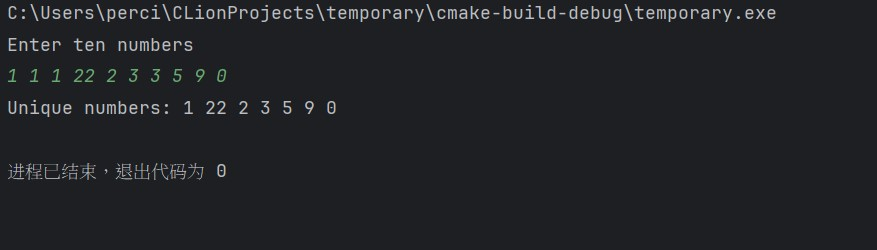 C:\Users\perci\CLionProjects\temporary\cmake-build-debug\temporary.exe
Enter ten numbers
1 1 1 22 2 3 3 5 9 0
Unique numbers: 1 22 2 3 5 9 0
进程已结束，退出代码为 0